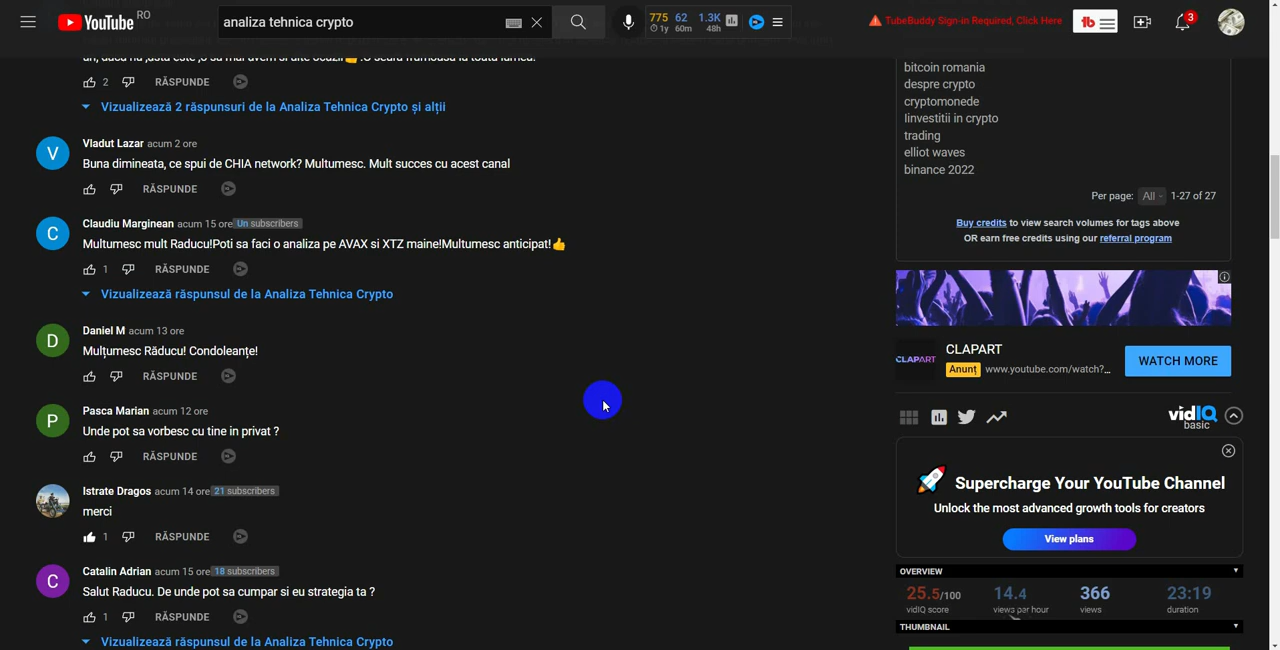 YouTube RO
analiza tehnica crypto
775 62 1.3K
1y 60m 48h
TubeBuddy Sign-in Required, Click Here
tb
3
2 RĂSPUNDE
Vizualizează 2 răspunsuri de la Analiza Tehnica Crypto și alții
V
Vladut Lazar acum 2 ore
Buna dimineata, ce spui de CHIA network? Multumesc. Mult succes cu acest canal
RĂSPUNDE
C
Claudiu Marginean acum 15 ore Un subscribers
Multumesc mult Raducu!Poti sa faci o analiza pe AVAX si XTZ maine!Multumesc anticipat!👍
1 RĂSPUNDE
Vizualizează răspunsul de la Analiza Tehnica Crypto
D
Daniel M acum 13 ore
Mulțumesc Răducu! Condoleanțe!
RĂSPUNDE
P
Pasca Marian acum 12 ore
Unde pot sa vorbesc cu tine in privat ?
RĂSPUNDE
Istrate Dragos acum 14 ore 21 subscribers
merci
1 RĂSPUNDE
C
Catalin Adrian acum 15 ore 18 subscribers
Salut Raducu. De unde pot sa cumpar si eu strategia ta ?
1 RĂSPUNDE
Vizualizează răspunsul de la Analiza Tehnica Crypto
bitcoin romania
despre crypto
cryptomonede
Iinvestitii in crypto
trading
elliot waves
binance 2022
Per page: All 1-27 of 27
Buy credits to view search volumes for tags above
OR earn free credits using our referral program
CLAPART
CLAPART
Anunț www.youtube.com/watch?...
WATCH MORE
vidIQ
basic
Supercharge Your YouTube Channel
Unlock the most advanced growth tools for creators
View plans
OVERVIEW
25.5/100 14.4 366 23:19
vidIQ score views per hour views duration
THUMBNAIL